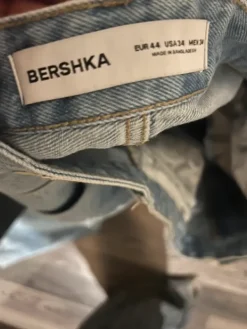 BERSHKA
EUR 44 USA 34 MEX 34
MADE IN BANGLADESH